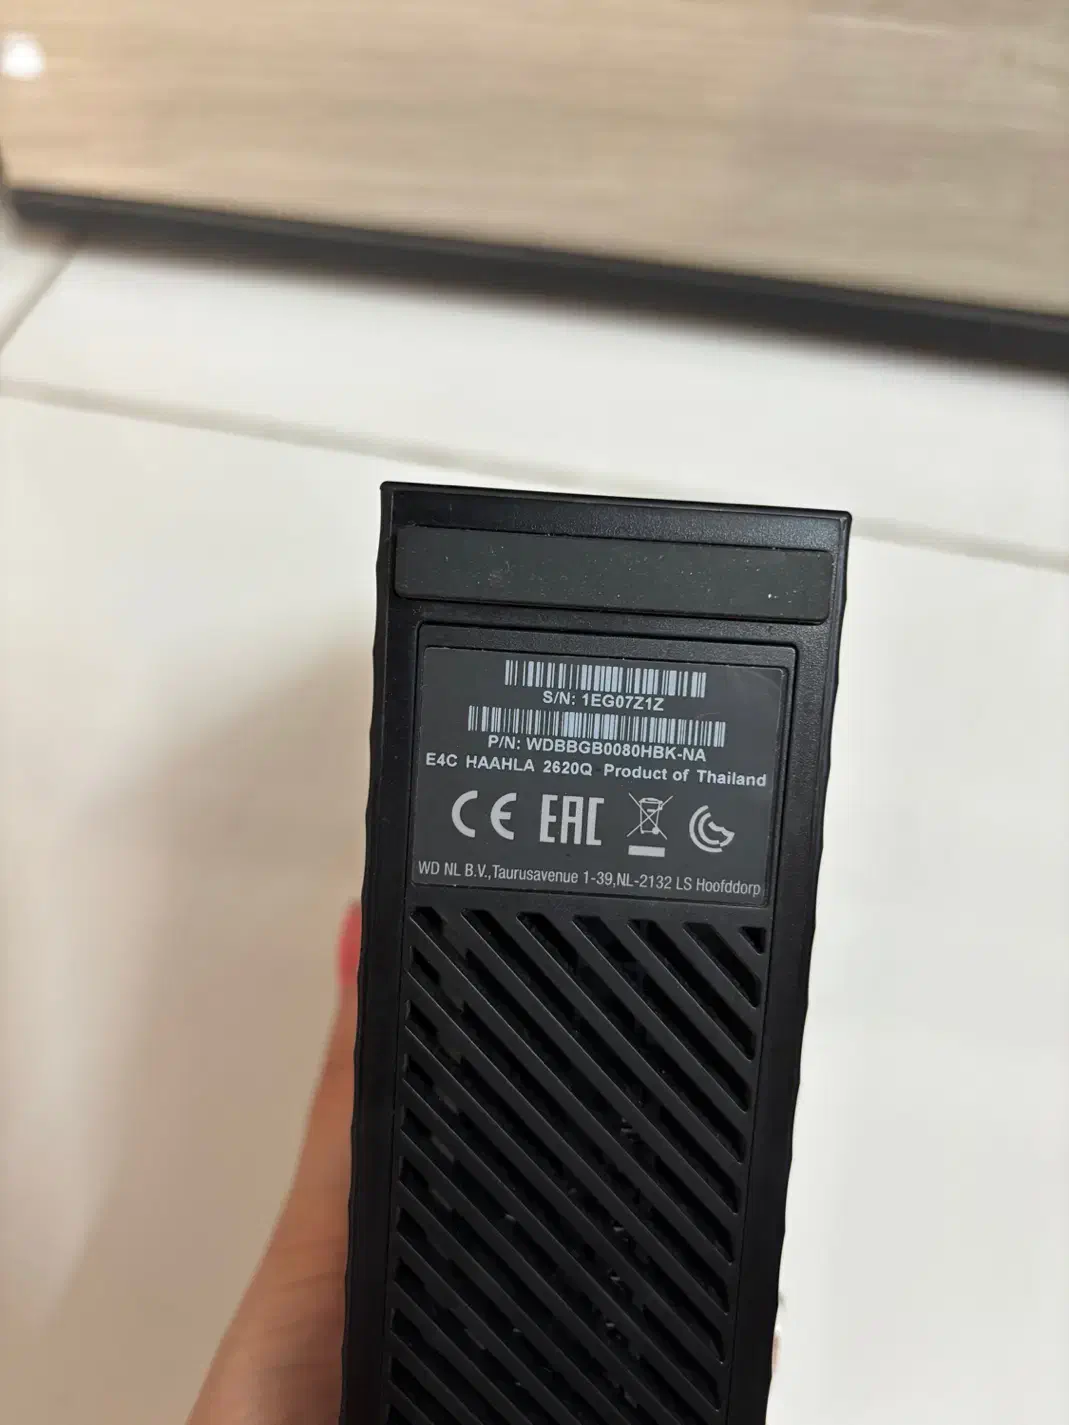 S/N: 1EG07Z1Z
P/N: WDBBGB0080HBK-NA
E4C HAAHLA 2620Q Product of Thailand
CE EAC
WD NL B.V.,Taurusavenue 1-39,NL-2132 LS Hoofddorp